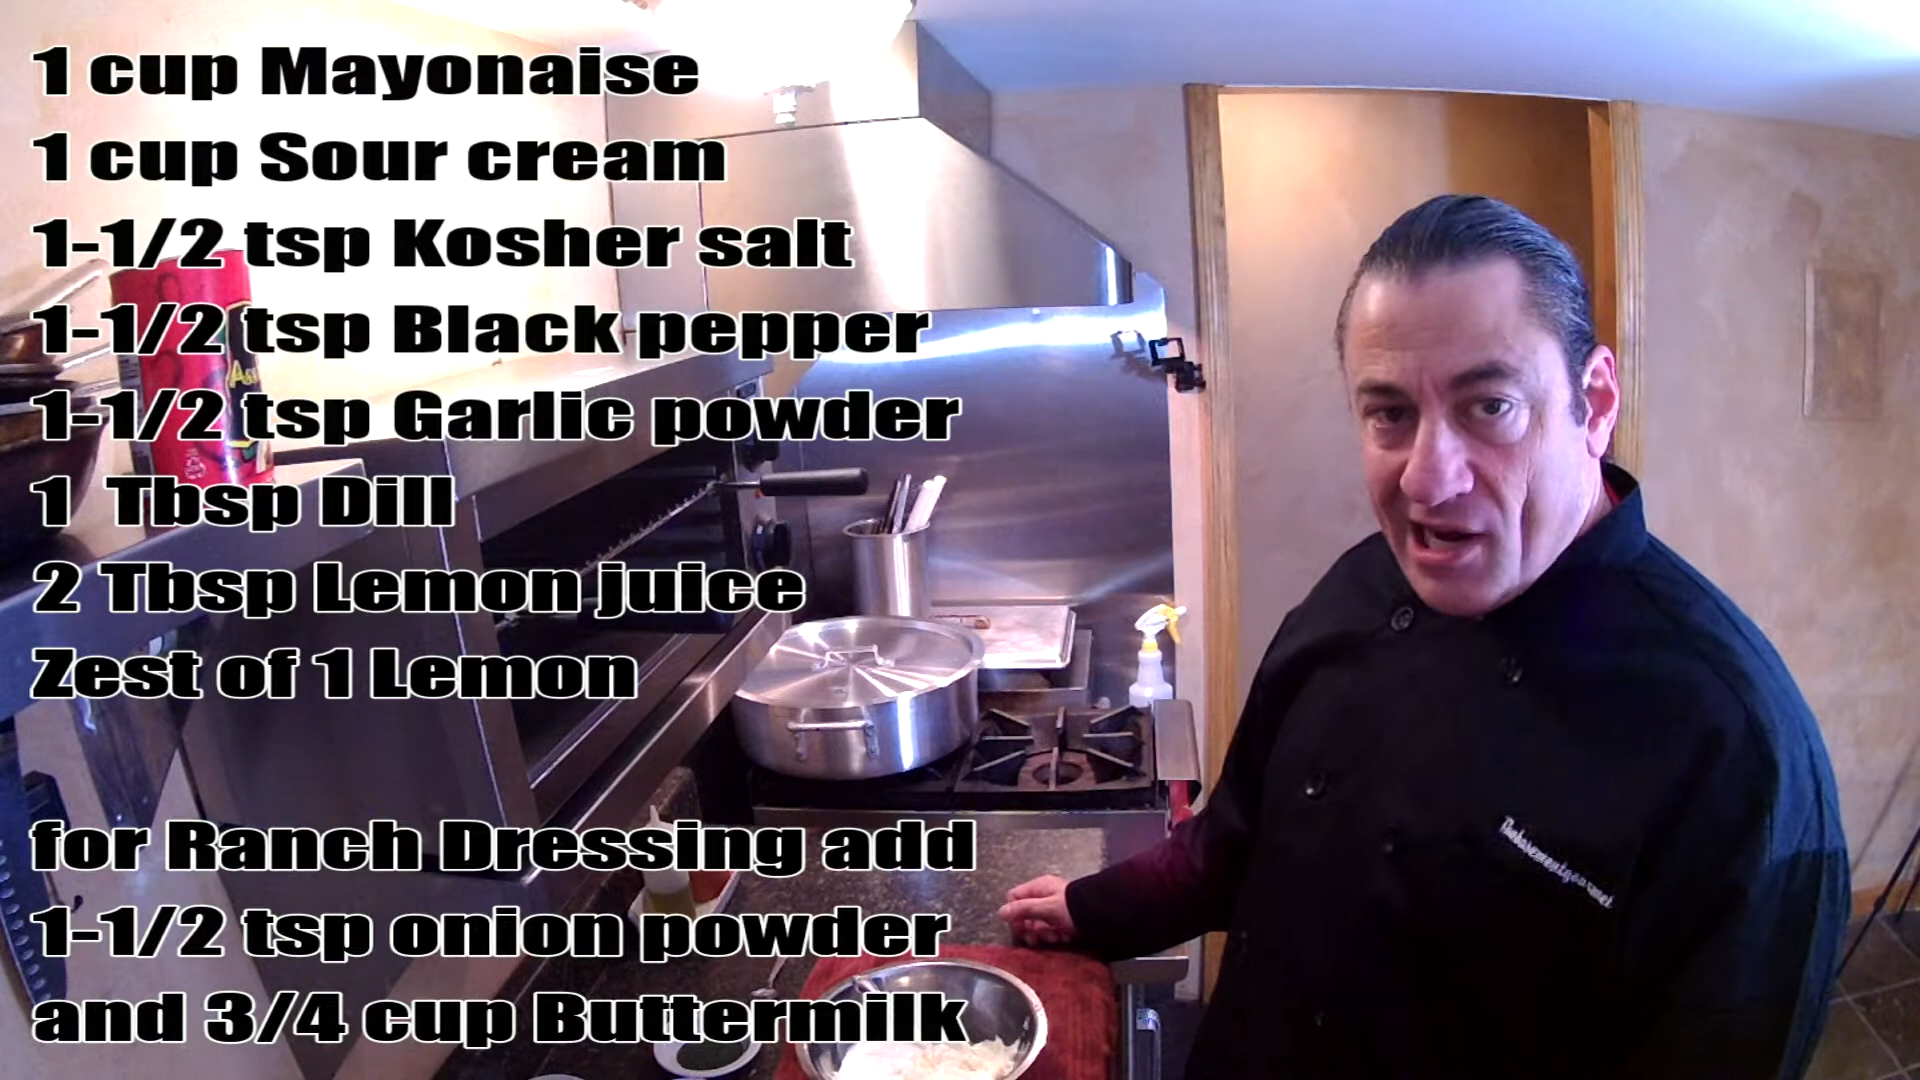 1 cup Mayonaise
1 cup Sour cream
1-1/2 tsp Kosher salt
1-1/2 tsp Black pepper
1-1/2 tsp Garlic powder
1 Tbsp Dill
2 Tbsp Lemon juice
Zest of 1 Lemon
for Ranch Dressing add
1-1/2 tsp onion powder
and 3/4 cup Buttermilk
Thebasementgourmet